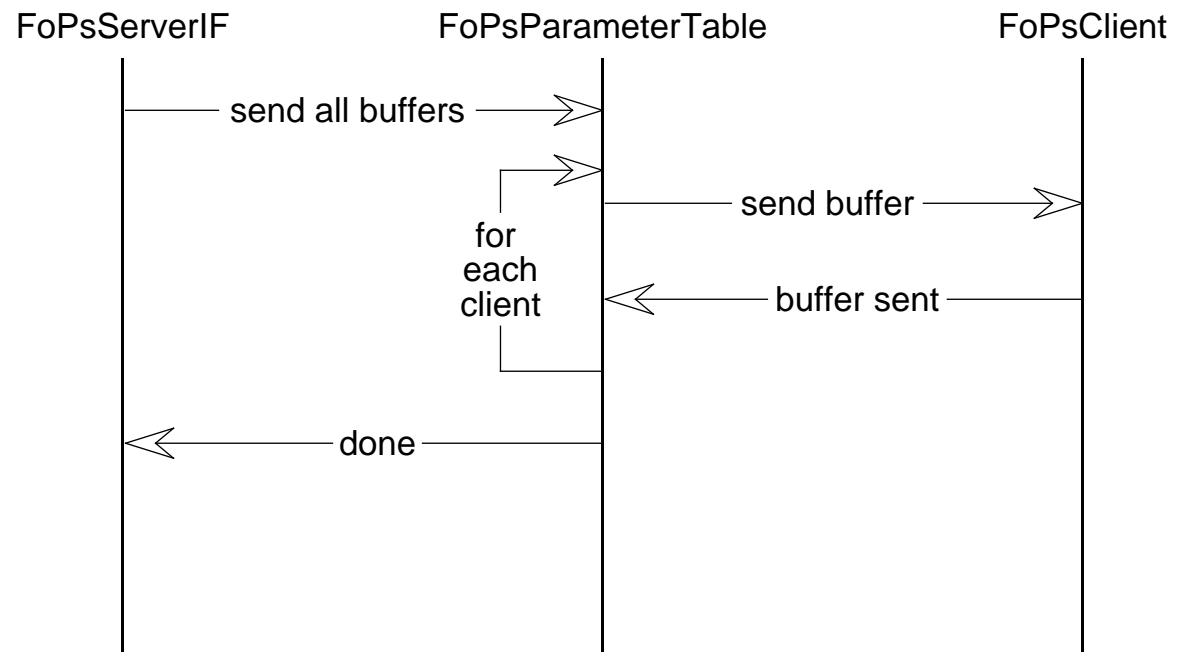 FoPsServerIF
FoPsParameterTable
FoPsClient
send all buffers
send buffer
for
each
client
buffer sent
done